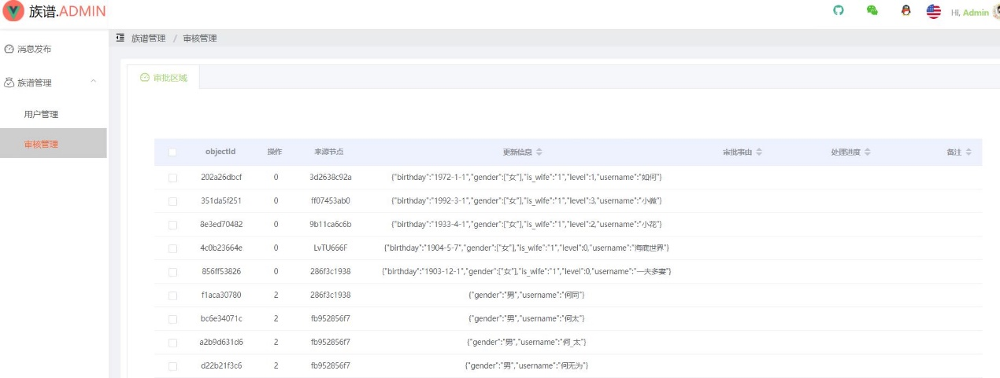 族谱.ADMIN
Hi, Admin
消息发布
族谱管理
用户管理
审核管理
族谱管理 / 审核管理
审批区域
objectId 操作 来源节点 更新信息 审批事由 处理进度 备注
202a26dbcf 0 3d2638c92a {"birthday":"1972-1-1","gender":["女"],"is_wife":"1","level":1,"username":"如何"}
351da5f251 0 ff07453ab0 {"birthday":"1992-3-1","gender":["女"],"is_wife":"1","level":3,"username":"小微"}
8e3ed70482 0 9b11ca6c6b {"birthday":"1933-4-1","gender":["女"],"is_wife":"1","level":2,"username":"小花"}
4c0b23664e 0 LvTU666F {"birthday":"1904-5-7","gender":["女"],"is_wife":"1","level":0,"username":"海底世界"}
856ff53826 0 286f3c1938 {"birthday":"1903-12-1","gender":["女"],"is_wife":"1","level":0,"username":"一夫多妻"}
f1aca30780 2 286f3c1938 {"gender":"男","username":"何同"}
bc6e34071c 2 fb952856f7 {"gender":"男","username":"何太"}
a2b9d631d6 2 fb952856f7 {"gender":"男","username":"何_太"}
d22b21f3c6 2 fb952856f7 {"gender":"男","username":"何无为"}